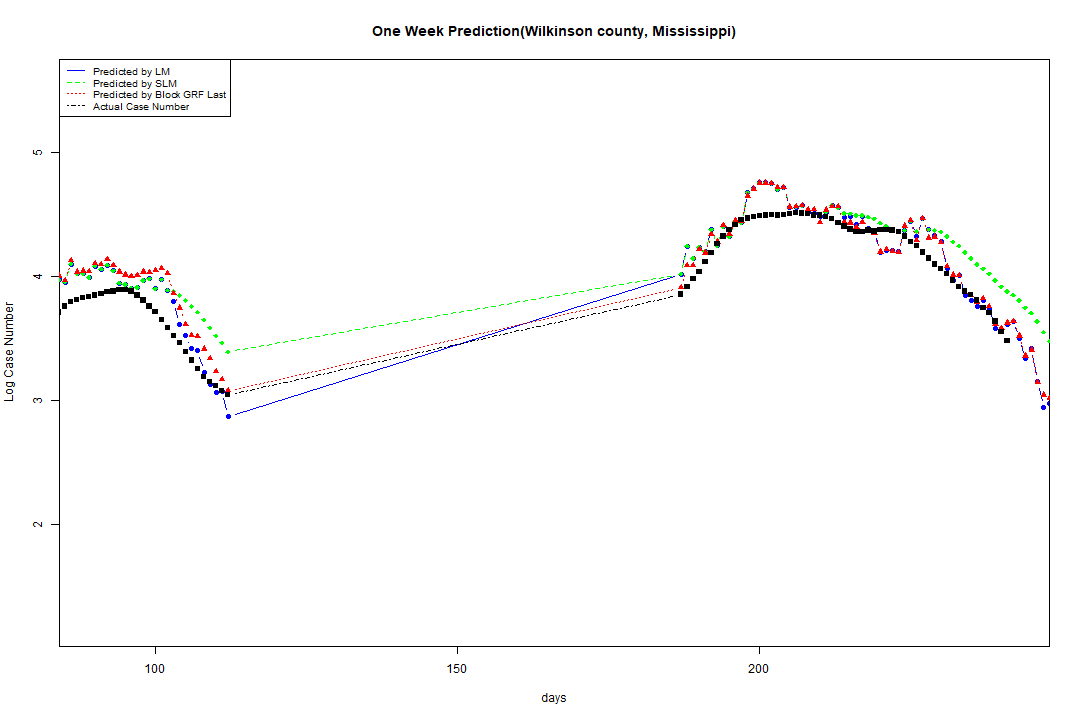 One Week Prediction(Wilkinson county, Mississippi)
Predicted by LM
Predicted by SLM
Predicted by Block GRF Last
Actual Case Number
5
4
3
2
Log Case Number
100 150 200
days